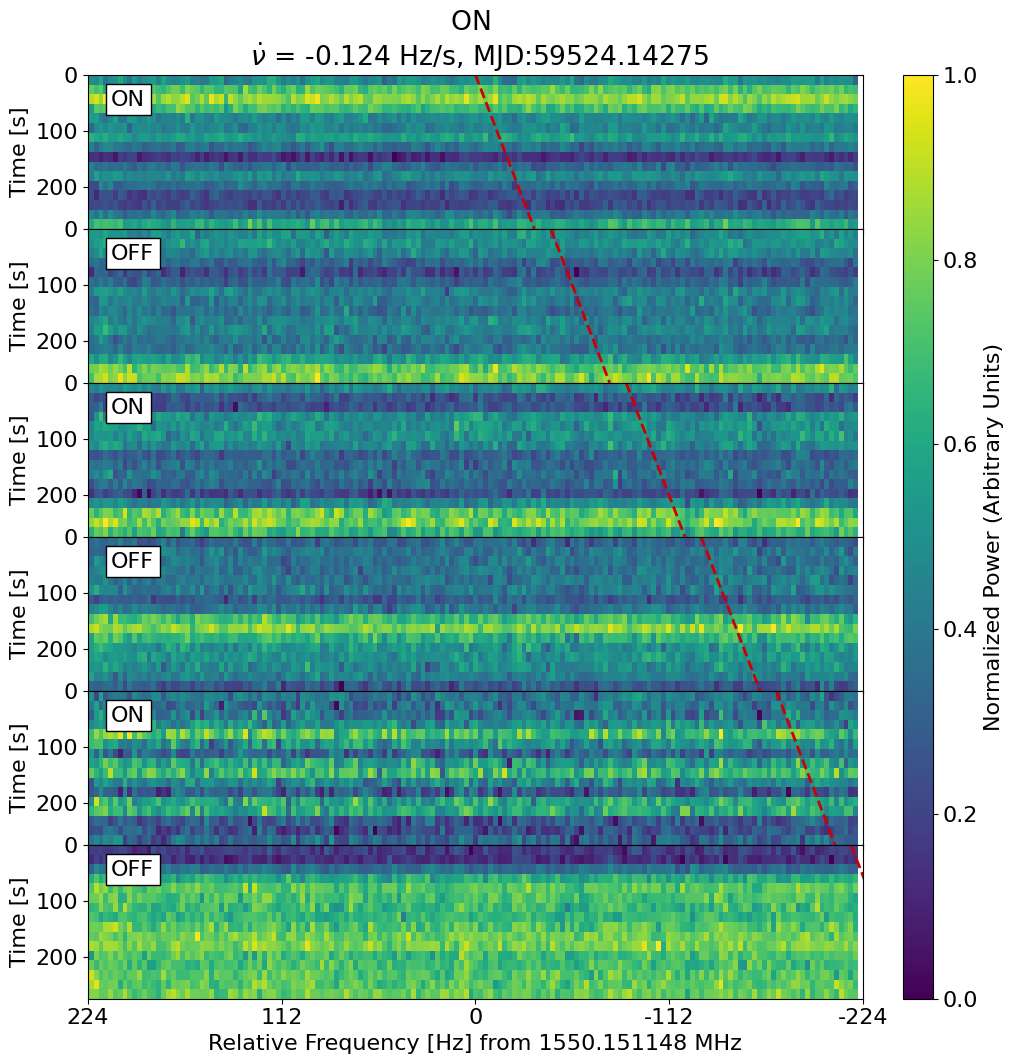 ON
ν̇ = -0.124 Hz/s, MJD:59524.14275
0
ON
100
200
Time [s]
0
OFF
100
200
Time [s]
0
ON
100
200
Time [s]
0
OFF
100
200
Time [s]
0
ON
100
200
Time [s]
0
OFF
100
200
Time [s]
224 112 0 -112 -224
Relative Frequency [Hz] from 1550.151148 MHz
1.0
0.8
0.6
0.4
0.2
0.0
Normalized Power (Arbitrary Units)